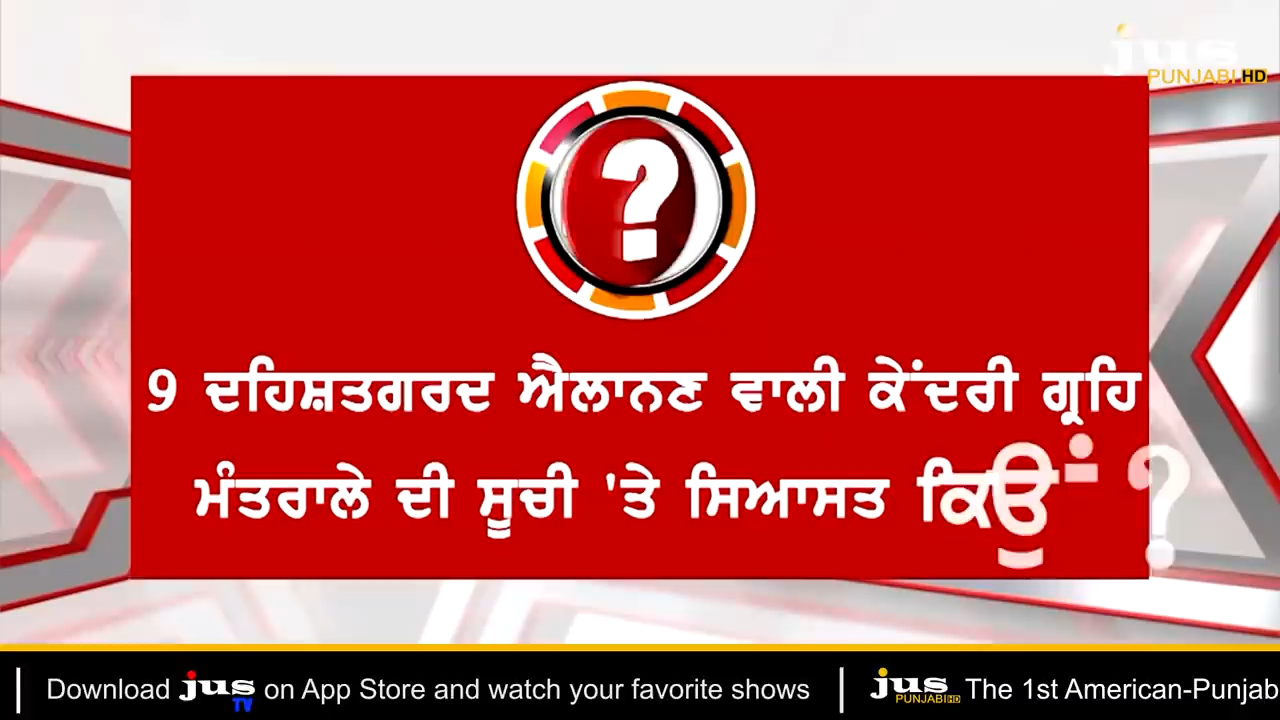 jus
PUNJABI HD
?
9 ਦਹਿਸ਼ਤਗਰਦ ਐਲਾਨਣ ਵਾਲੀ ਕੇਂਦਰੀ ਗ੍ਰਹਿ
ਮੰਤਰਾਲੇ ਦੀ ਸੂਚੀ 'ਤੇ ਸਿਆਸਤ ਕਿਉਂ ?
| Download jus TV on App Store and watch your favorite shows | jus PUNJABI HD The 1st American-Punjab